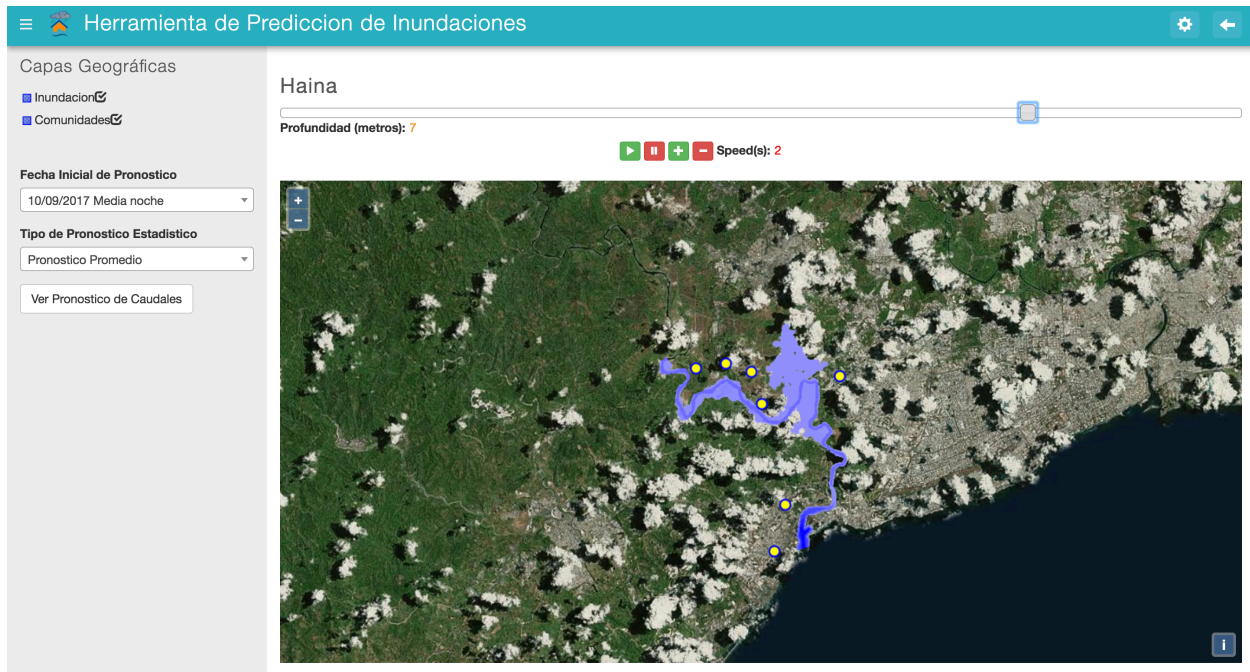 Herramienta de Prediccion de Inundaciones
Capas Geográficas
Inundacion
Comunidades
Fecha Inicial de Pronostico
10/09/2017 Media noche
Tipo de Pronostico Estadistico
Pronostico Promedio
Ver Pronostico de Caudales
Haina
Profundidad (metros): 7
Speed(s): 2
+
−
i